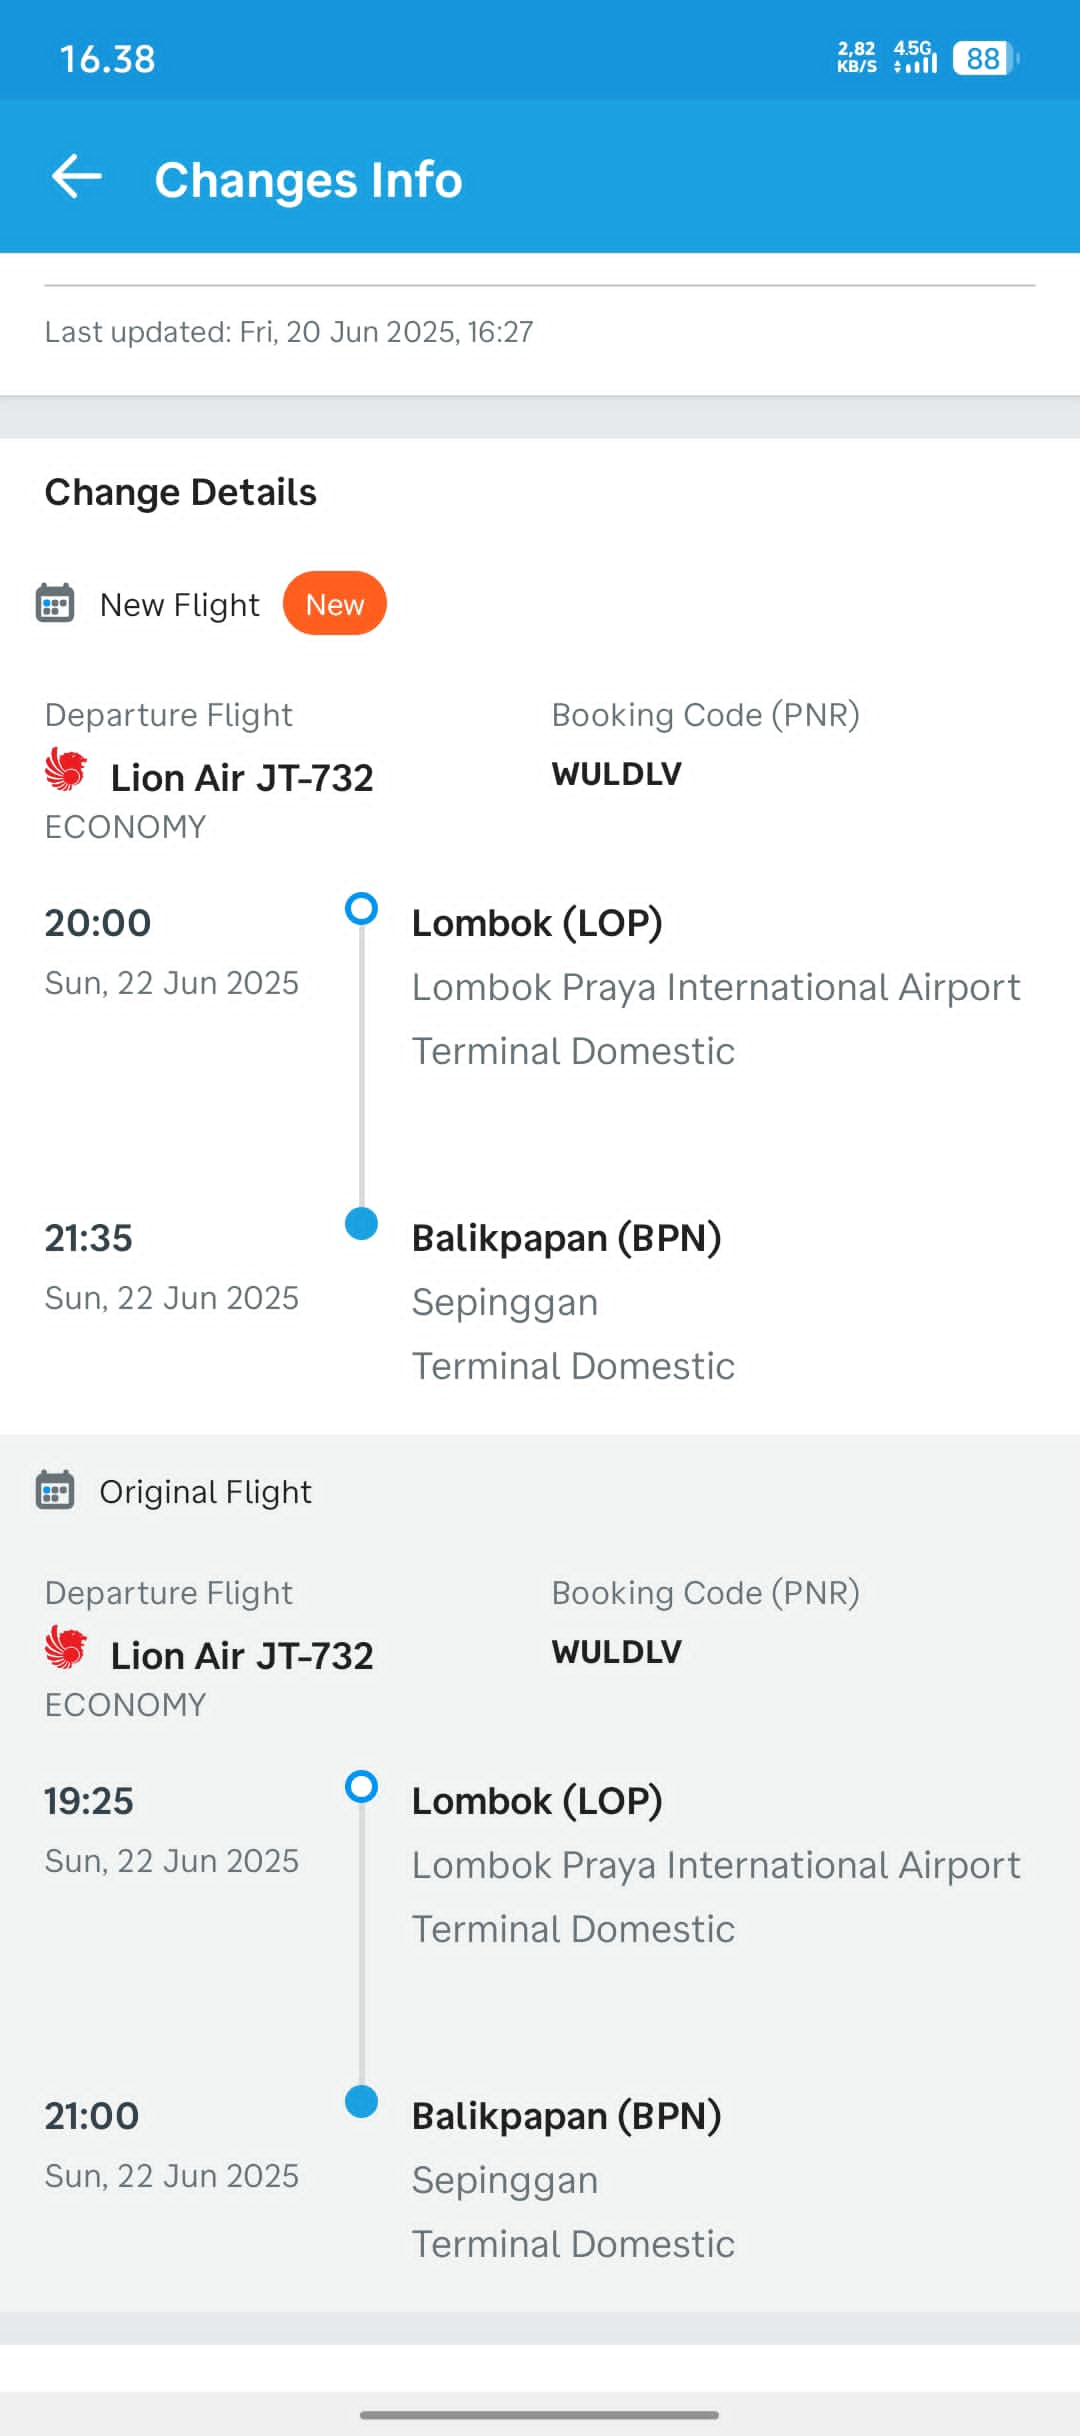 16.38
2,82 KB/S
4.5G
88
Changes Info
Last updated: Fri, 20 Jun 2025, 16:27
Change Details
New Flight
New
Departure Flight
Booking Code (PNR)
Lion Air JT-732
WULDLV
ECONOMY
20:00
Lombok (LOP)
Sun, 22 Jun 2025
Lombok Praya International Airport
Terminal Domestic
21:35
Balikpapan (BPN)
Sun, 22 Jun 2025
Sepinggan
Terminal Domestic
Original Flight
Departure Flight
Booking Code (PNR)
Lion Air JT-732
WULDLV
ECONOMY
19:25
Lombok (LOP)
Sun, 22 Jun 2025
Lombok Praya International Airport
Terminal Domestic
21:00
Balikpapan (BPN)
Sun, 22 Jun 2025
Sepinggan
Terminal Domestic